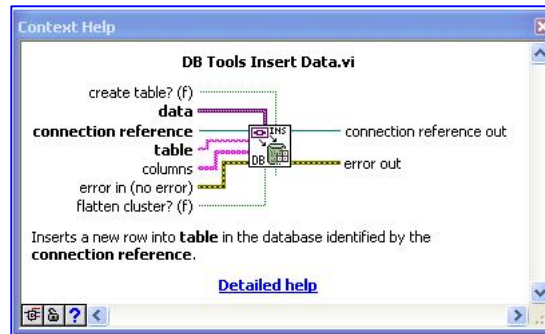 Context Help
DB Tools Insert Data.vi
create table? (f)
data
connection reference
connection reference out
table
columns
error out
error in (no error)
flatten cluster? (f)
INS
DB
Inserts a new row into table in the database identified by the
connection reference.
Detailed help
?